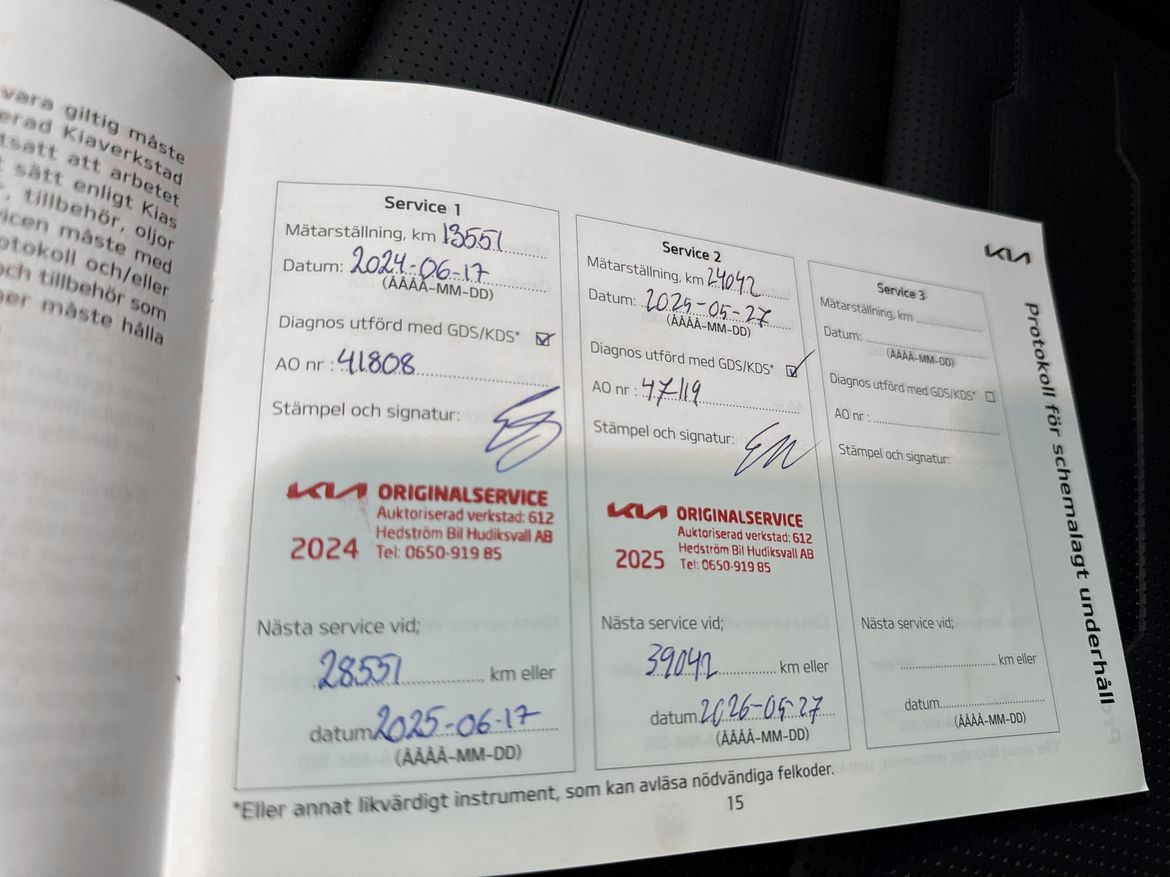 vara giltig måste
erad Kiaverkstad
tsatt att arbetet
sätt enligt Kias
, tillbehör, oljor
icen måste med
otokoll och/eller
och tillbehör som
ner måste hålla
Service 1
Mätarställning, km 13551
Datum: 2024-06-17
(ÅÅÅÅ-MM-DD)
Diagnos utförd med GDS/KDS*
AO nr : 41808
Stämpel och signatur:
KIA ORIGINALSERVICE
Auktoriserad verkstad: 612
Hedström Bil Hudiksvall AB
2024 Tel: 0650-919 85
Nästa service vid;
28551 km eller
datum 2025-06-17
(ÅÅÅÅ-MM-DD)
Service 2
Mätarställning, km 24042
Datum: 2025-05-27
(ÅÅÅÅ-MM-DD)
Diagnos utförd med GDS/KDS*
AO nr : 47119
Stämpel och signatur:
KIA ORIGINALSERVICE
Auktoriserad verkstad: 612
Hedström Bil Hudiksvall AB
2025 Tel: 0650-919 85
Nästa service vid;
39042 km eller
datum 2026-05-27
(ÅÅÅÅ-MM-DD)
Service 3
Mätarställning, km
Datum:
(ÅÅÅÅ-MM-DD)
Diagnos utförd med GDS/KDS*
AO nr :
Stämpel och signatur:
Nästa service vid;
km eller
datum
(ÅÅÅÅ-MM-DD)
KIA
Protokoll för schemalagt underhåll
*Eller annat likvärdigt instrument, som kan avläsa nödvändiga felkoder.
15